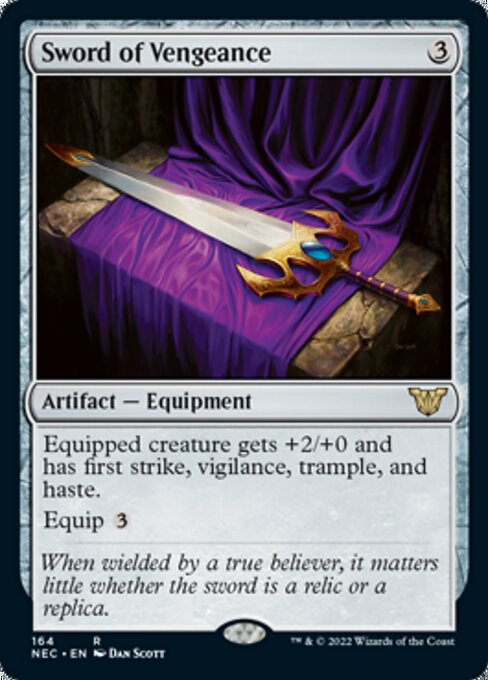 Sword of Vengeance 3
Artifact — Equipment
Equipped creature gets +2/+0 and
has first strike, vigilance, trample, and
haste.
Equip 3
When wielded by a true believer, it matters
little whether the sword is a relic or a
replica.
164 R
NEC • EN Dan Scott
™ & © 2022 Wizards of the Coast